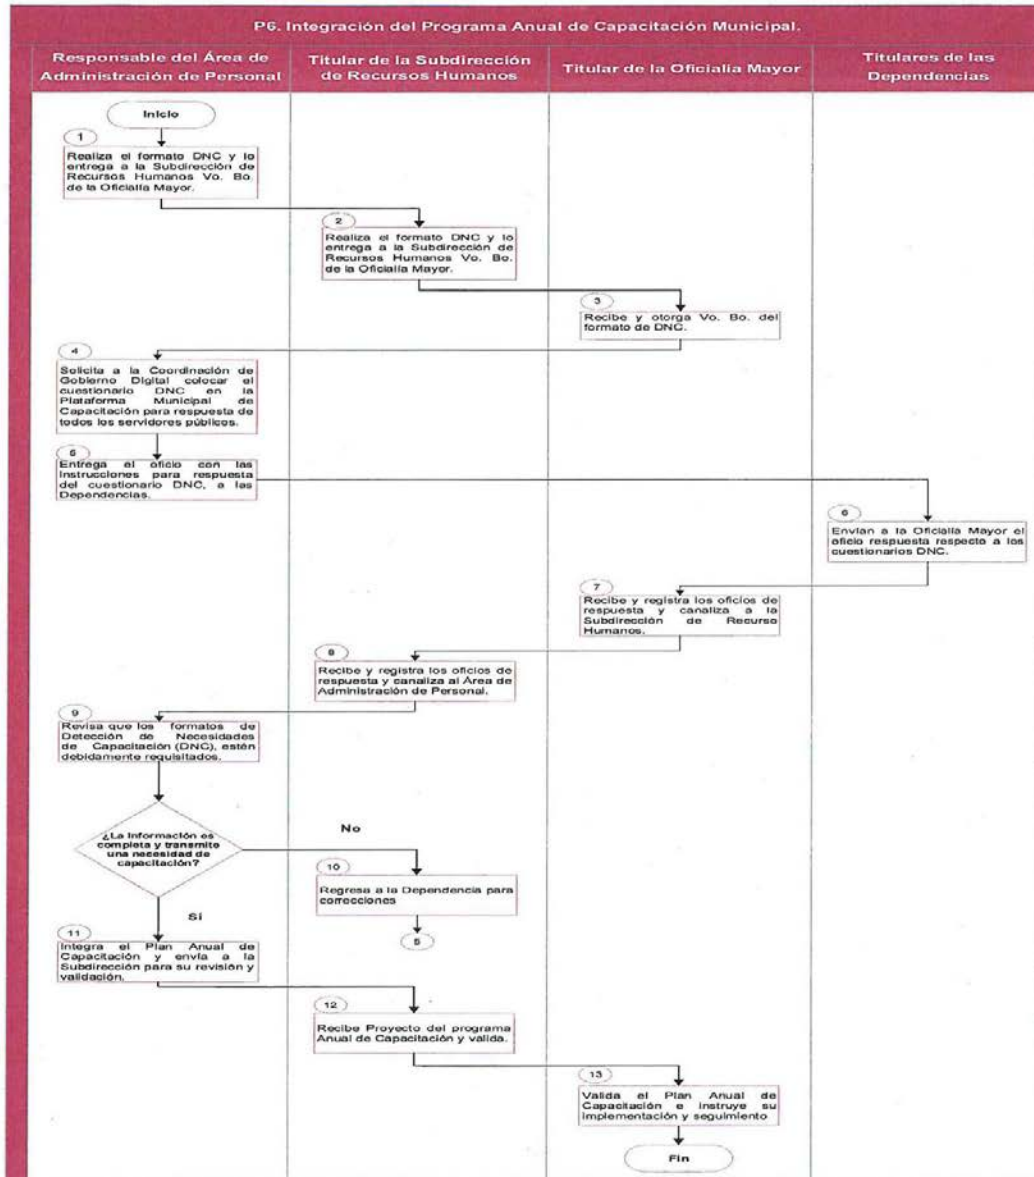 P6. Integración del Programa Anual de Capacitación Municipal.
Responsable del Área de
Administración de Personal
Titular de la Subdirección
de Recursos Humanos
Titular de la Oficialía Mayor
Titulares de las
Dependencias
Inicio
1
Realiza el formato DNC y lo
entrega a la Subdirección de
Recursos Humanos Vo. Bo.
de la Oficialía Mayor.
2
Realiza el formato DNC y lo
entrega a la Subdirección de
Recursos Humanos Vo. Bo.
de la Oficialía Mayor.
3
Recibe y otorga Vo. Bo. del
formato de DNC.
4
Solicita a la Coordinación de
Gobierno Digital colocar el
cuestionario DNC en la
Plataforma Municipal de
Capacitación para respuesta de
todos los servidores públicos.
5
Entrega el oficio con las
Instrucciones para respuesta
del cuestionario DNC, a las
Dependencias.
6
Envían a la Oficialía Mayor el
oficio respuesta respecto a los
cuestionarios DNC.
7
Recibe y registra los oficios de
respuesta y canaliza a la
Subdirección de Recurso
Humanos.
8
Recibe y registra los oficios de
respuesta y canaliza al Área de
Administración de Personal.
9
Revisa que los formatos de
Detección de Necesidades
de Capacitación (DNC), estén
debidamente requisitados.
¿La Información es
completa y transmite
una necesidad de
capacitación?
No
10
Regresa a la Dependencia para
correcciones
5
Sí
11
Integra el Plan Anual de
Capacitación y envía a la
Subdirección para su revisión y
validación.
12
Recibe Proyecto del programa
Anual de Capacitación y valida.
13
Valida el Plan Anual de
Capacitación e instruye su
implementación y seguimiento
Fin